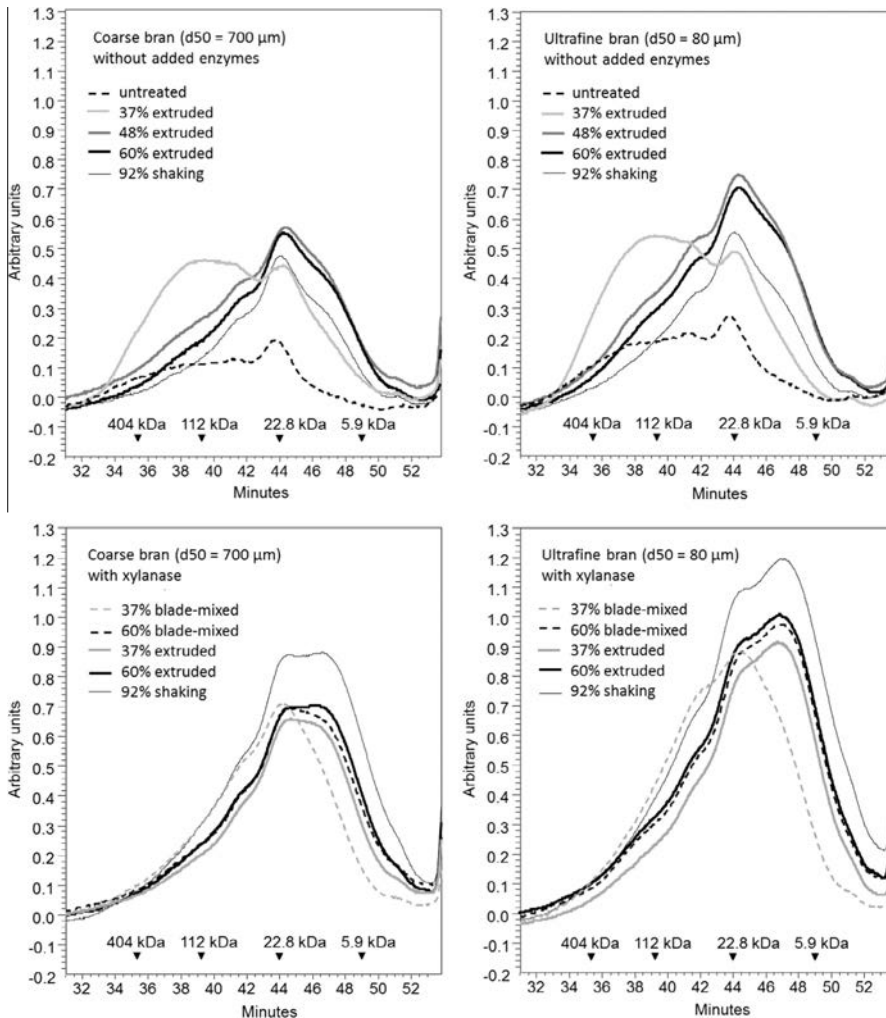 1.3
1.2
1.1
1.0
0.9
0.8
0.7
0.6
0.5
0.4
0.3
0.2
0.1
0.0
-0.1
-0.2
Arbitrary units
Coarse bran (d50 = 700 μm)
without added enzymes
untreated
37% extruded
48% extruded
60% extruded
92% shaking
404 kDa 112 kDa 22.8 kDa 5.9 kDa
32 34 36 38 40 42 44 46 48 50 52
Minutes
1.3
1.2
1.1
1.0
0.9
0.8
0.7
0.6
0.5
0.4
0.3
0.2
0.1
0.0
-0.1
-0.2
Arbitrary units
Ultrafine bran (d50 = 80 μm)
without added enzymes
untreated
37% extruded
48% extruded
60% extruded
92% shaking
404 kDa 112 kDa 22.8 kDa 5.9 kDa
32 34 36 38 40 42 44 46 48 50 52
Minutes
1.3
1.2
1.1
1.0
0.9
0.8
0.7
0.6
0.5
0.4
0.3
0.2
0.1
0.0
-0.1
-0.2
Arbitrary units
Coarse bran (d50 = 700 μm)
with xylanase
37% blade-mixed
60% blade-mixed
37% extruded
60% extruded
92% shaking
404 kDa 112 kDa 22.8 kDa 5.9 kDa
32 34 36 38 40 42 44 46 48 50 52
Minutes
1.3
1.2
1.1
1.0
0.9
0.8
0.7
0.6
0.5
0.4
0.3
0.2
0.1
0.0
-0.1
-0.2
Arbitrary units
Ultrafine bran (d50 = 80 μm)
with xylanase
37% blade-mixed
60% blade-mixed
37% extruded
60% extruded
92% shaking
404 kDa 112 kDa 22.8 kDa 5.9 kDa
32 34 36 38 40 42 44 46 48 50 52
Minutes